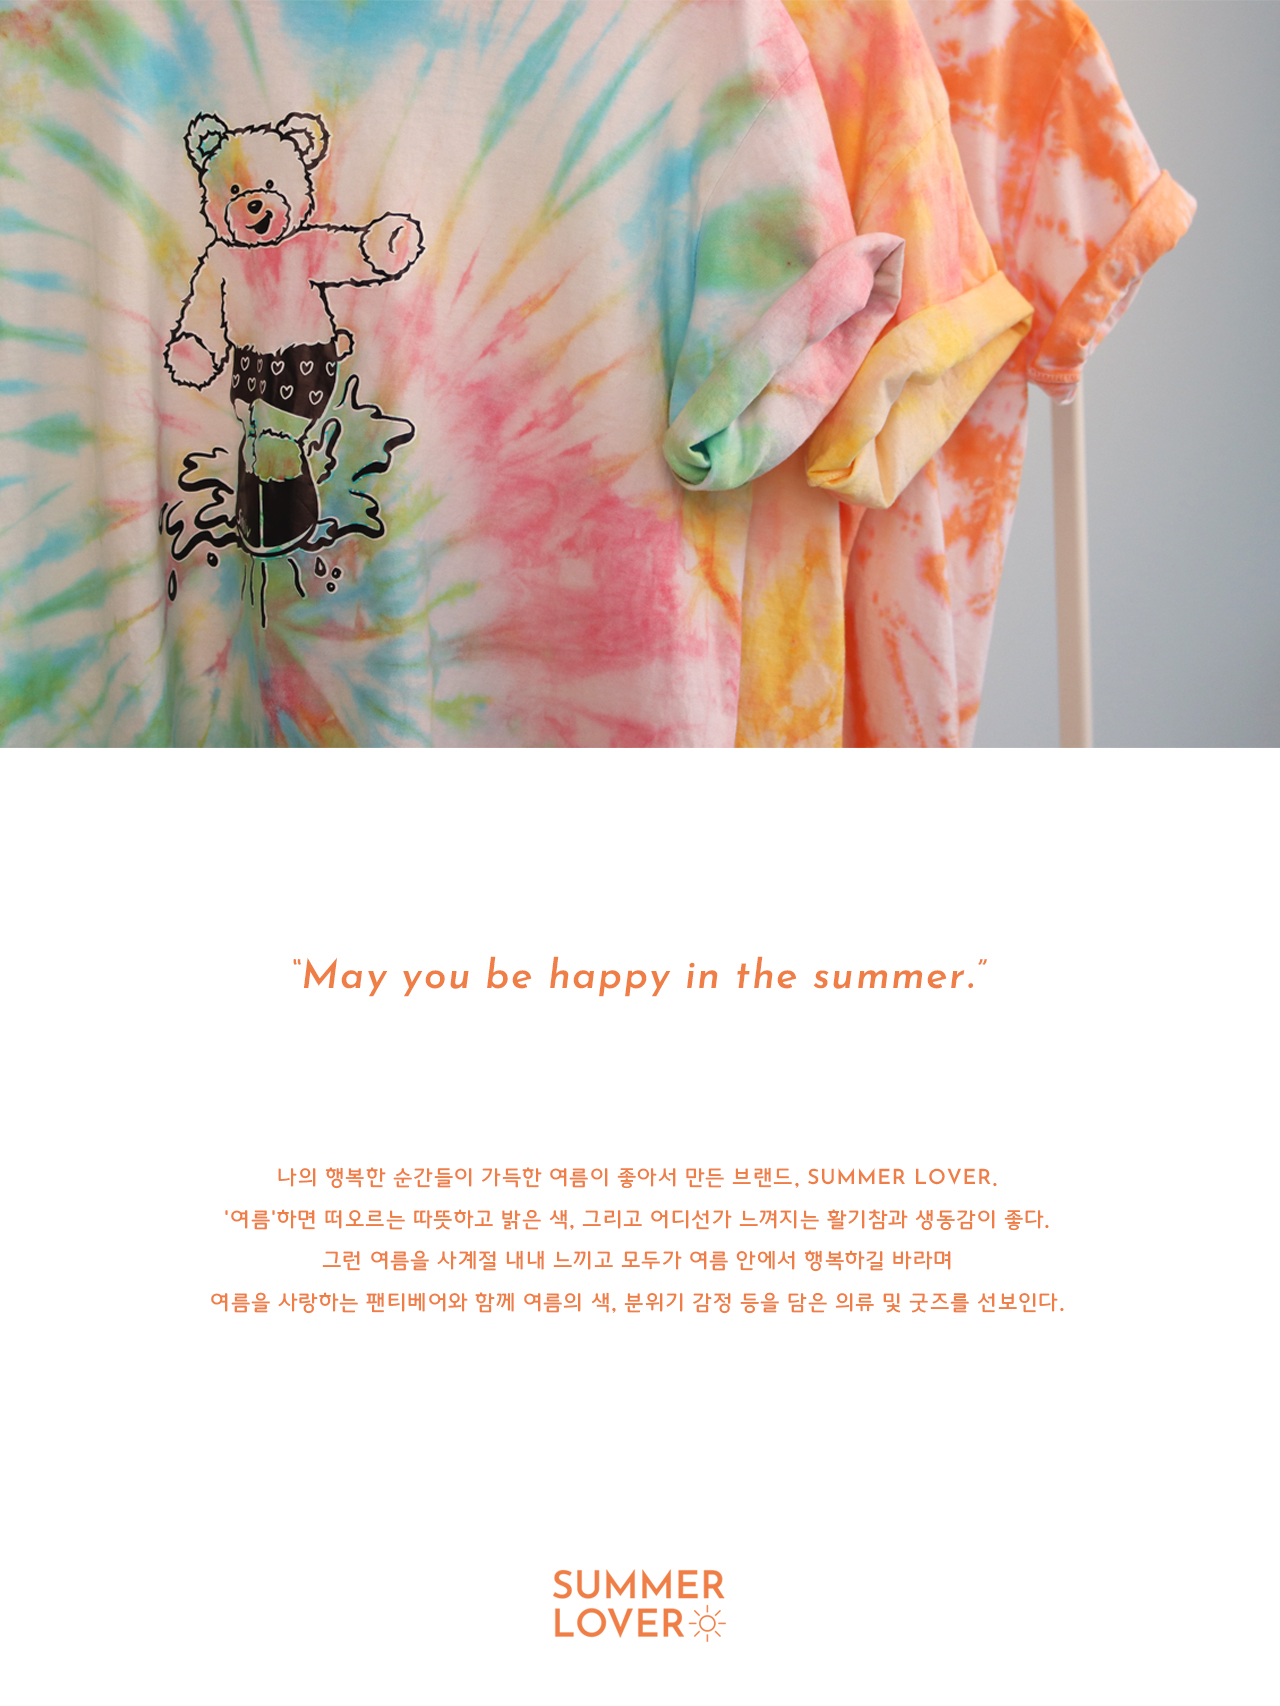 “May you be happy in the summer.”
나의 행복한 순간들이 가득한 여름이 좋아서 만든 브랜드, SUMMER LOVER.
'여름'하면 떠오르는 따뜻하고 밝은 색, 그리고 어디선가 느껴지는 활기참과 생동감이 좋다.
그런 여름을 사계절 내내 느끼고 모두가 여름 안에서 행복하길 바라며
여름을 사랑하는 팬티베어와 함께 여름의 색, 분위기 감정 등을 담은 의류 및 굿즈를 선보인다.
SUMMER
LOVER